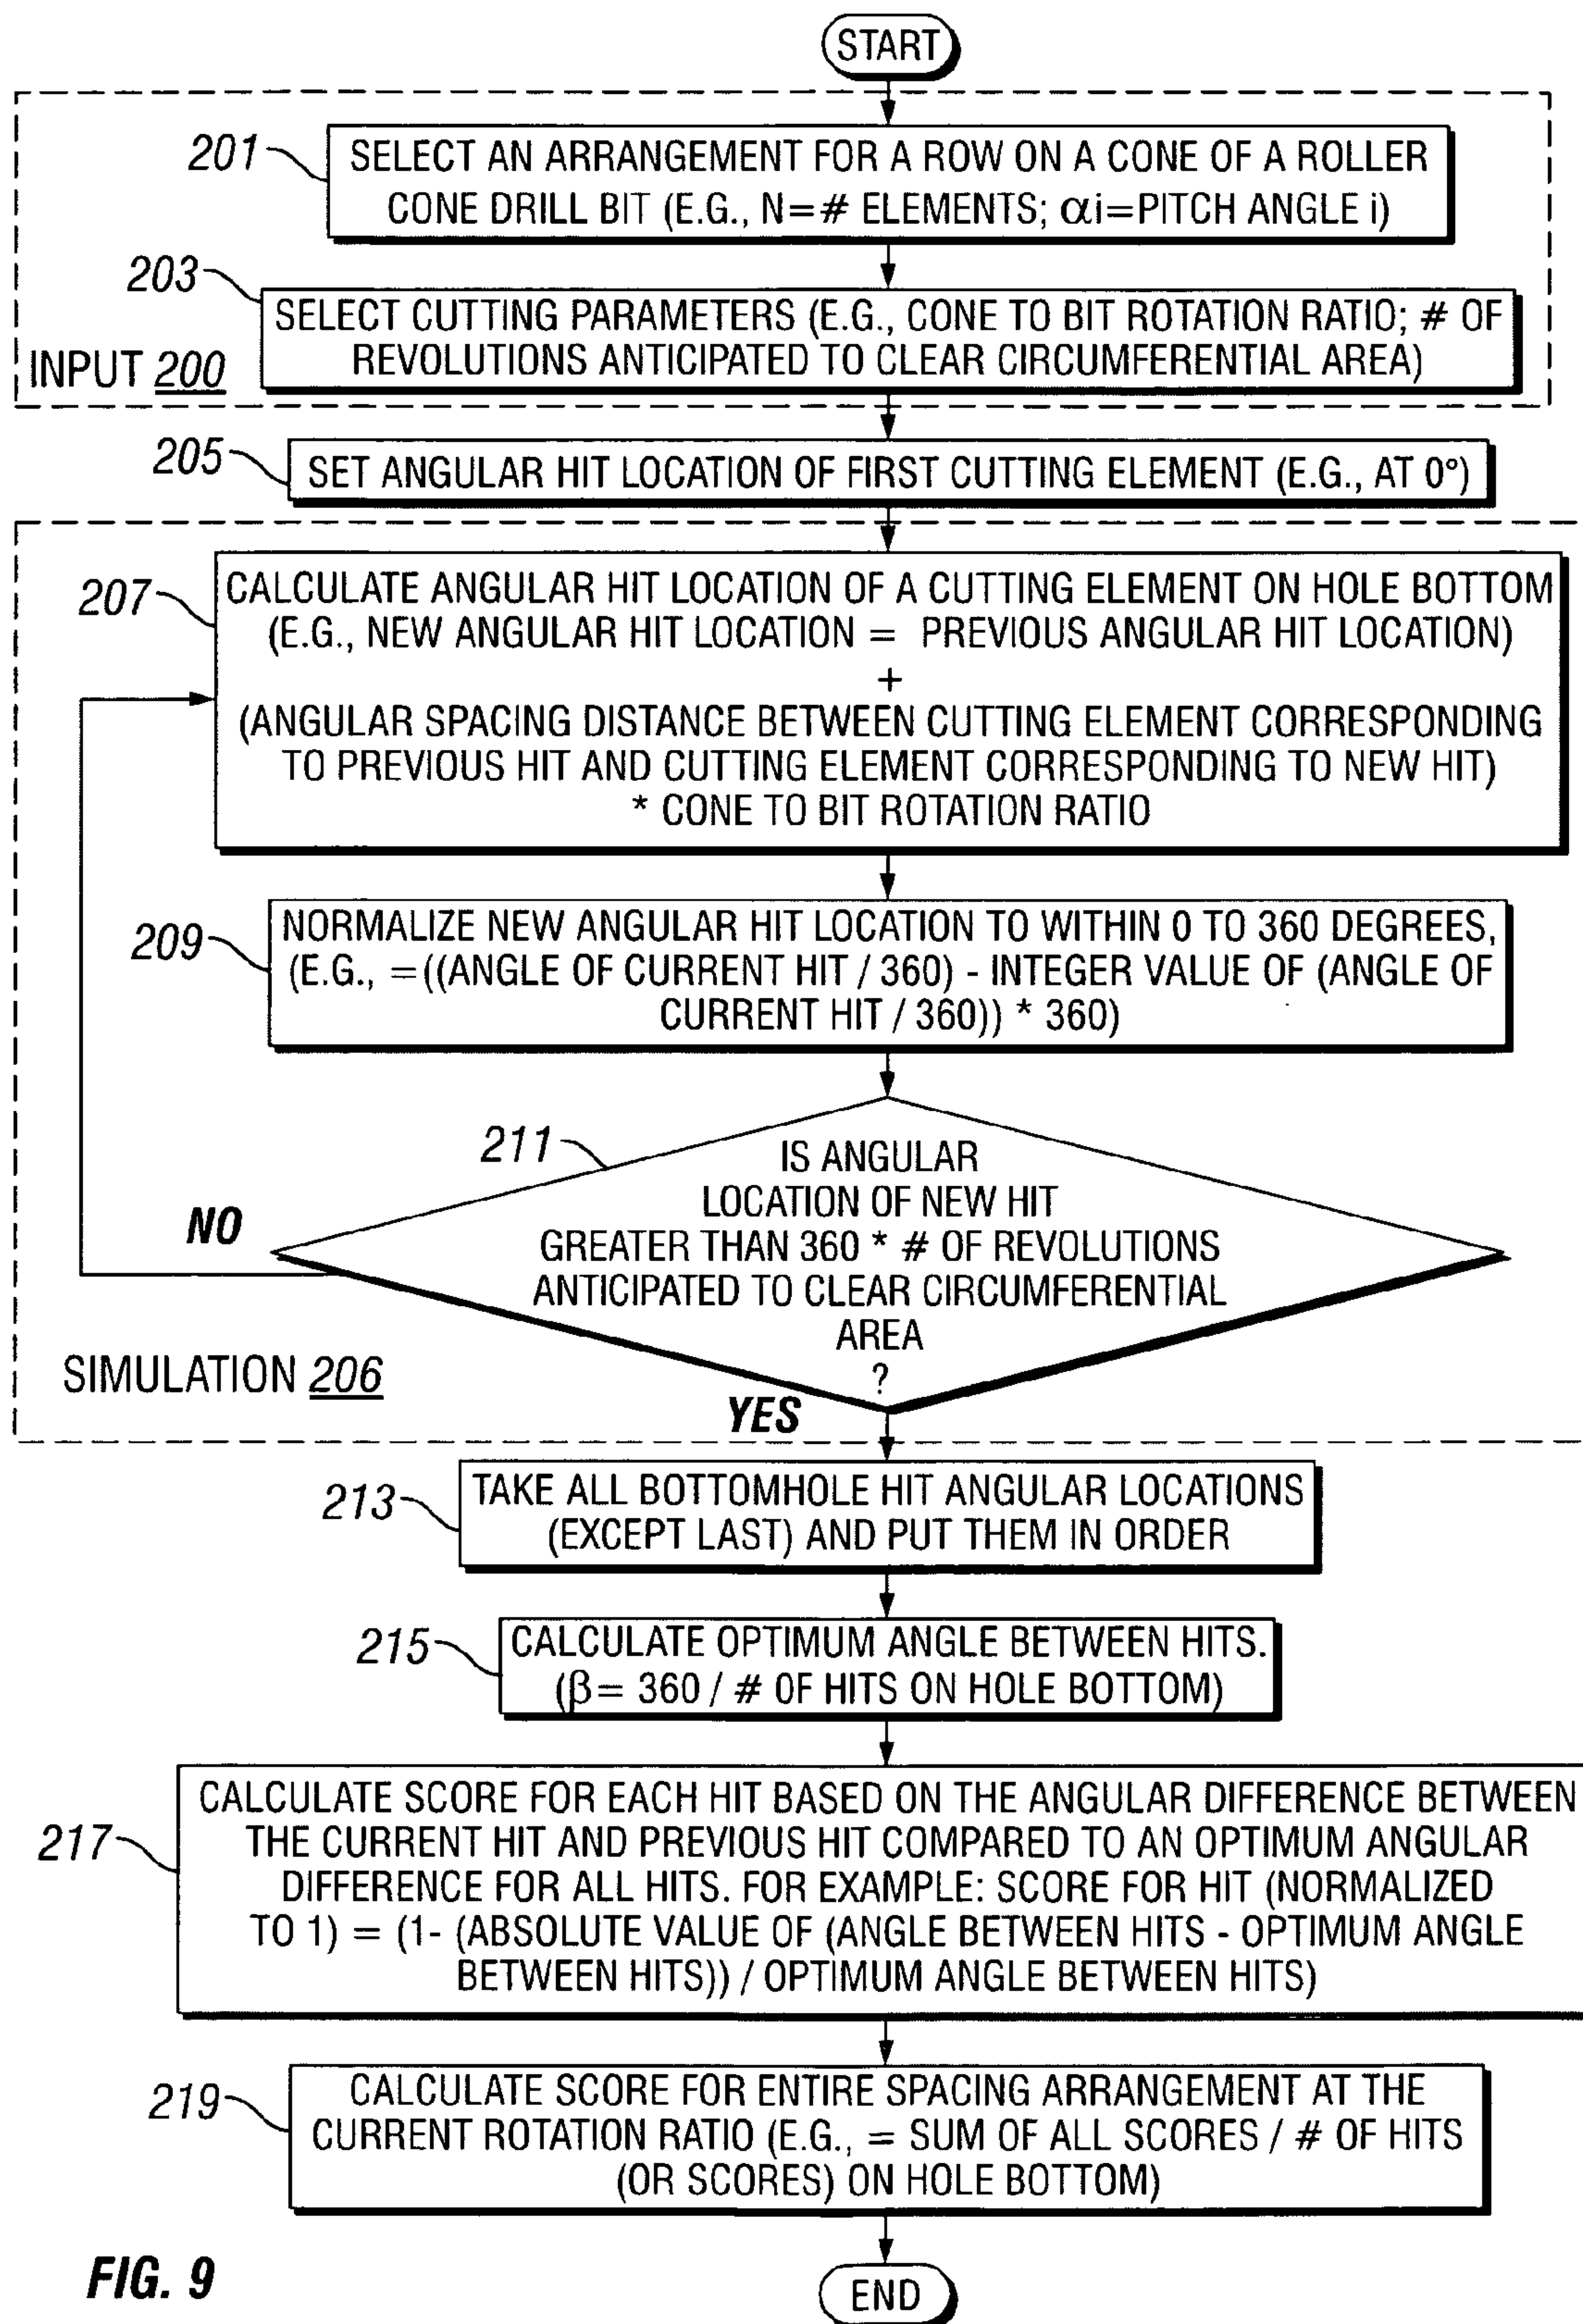 START
201
SELECT AN ARRANGEMENT FOR A ROW ON A CONE OF A ROLLER
CONE DRILL BIT (E.G., N=# ELEMENTS; αi=PITCH ANGLE i)
203
SELECT CUTTING PARAMETERS (E.G., CONE TO BIT ROTATION RATIO; # OF
REVOLUTIONS ANTICIPATED TO CLEAR CIRCUMFERENTIAL AREA)
INPUT 200
205
SET ANGULAR HIT LOCATION OF FIRST CUTTING ELEMENT (E.G., AT 0°)
207
CALCULATE ANGULAR HIT LOCATION OF A CUTTING ELEMENT ON HOLE BOTTOM
(E.G., NEW ANGULAR HIT LOCATION = PREVIOUS ANGULAR HIT LOCATION)
+
(ANGULAR SPACING DISTANCE BETWEEN CUTTING ELEMENT CORRESPONDING
TO PREVIOUS HIT AND CUTTING ELEMENT CORRESPONDING TO NEW HIT)
* CONE TO BIT ROTATION RATIO
209
NORMALIZE NEW ANGULAR HIT LOCATION TO WITHIN 0 TO 360 DEGREES,
(E.G., =((ANGLE OF CURRENT HIT / 360) - INTEGER VALUE OF (ANGLE OF
CURRENT HIT / 360)) * 360)
211
IS ANGULAR
LOCATION OF NEW HIT
GREATER THAN 360 * # OF REVOLUTIONS
ANTICIPATED TO CLEAR CIRCUMFERENTIAL
AREA
?
NO
SIMULATION 206
YES
213
TAKE ALL BOTTOMHOLE HIT ANGULAR LOCATIONS
(EXCEPT LAST) AND PUT THEM IN ORDER
215
CALCULATE OPTIMUM ANGLE BETWEEN HITS.
(β= 360 / # OF HITS ON HOLE BOTTOM)
217
CALCULATE SCORE FOR EACH HIT BASED ON THE ANGULAR DIFFERENCE BETWEEN
THE CURRENT HIT AND PREVIOUS HIT COMPARED TO AN OPTIMUM ANGULAR
DIFFERENCE FOR ALL HITS. FOR EXAMPLE: SCORE FOR HIT (NORMALIZED
TO 1) = (1- (ABSOLUTE VALUE OF (ANGLE BETWEEN HITS - OPTIMUM ANGLE
BETWEEN HITS)) / OPTIMUM ANGLE BETWEEN HITS)
219
CALCULATE SCORE FOR ENTIRE SPACING ARRANGEMENT AT THE
CURRENT ROTATION RATIO (E.G., = SUM OF ALL SCORES / # OF HITS
(OR SCORES) ON HOLE BOTTOM)
FIG. 9
END